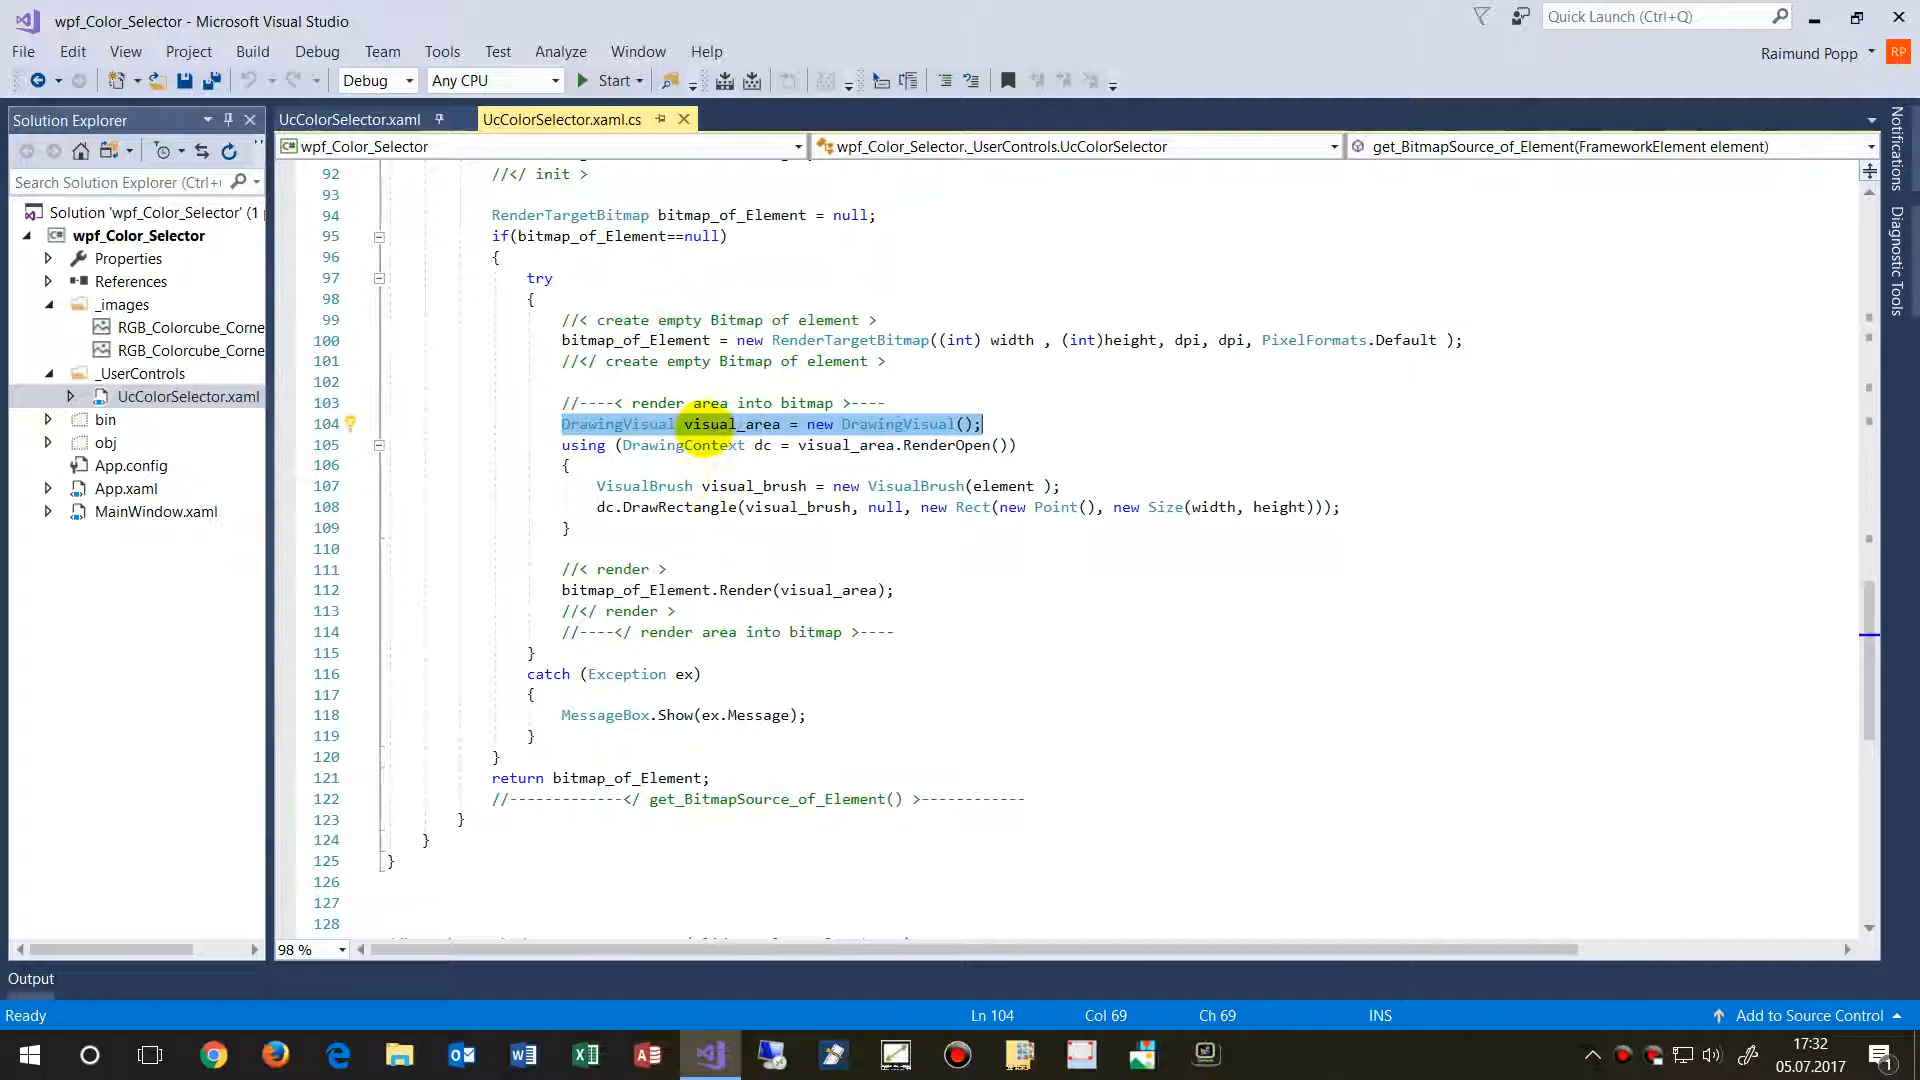 wpf_Color_Selector - Microsoft Visual Studio
Quick Launch (Ctrl+Q)
File Edit View Project Build Debug Team Tools Test Analyze Window Help
Raimund Popp
RP
Debug Any CPU Start
Solution Explorer
UcColorSelector.xaml
UcColorSelector.xaml.cs
wpf_Color_Selector
wpf_Color_Selector._UserControls.UcColorSelector
get_BitmapSource_of_Element(FrameworkElement element)
Notifications
Diagnostic Tools
Search Solution Explorer (Ctrl+
Solution 'wpf_Color_Selector' (1
wpf_Color_Selector
Properties
References
_images
RGB_Colorcube_Corne
RGB_Colorcube_Corne
_UserControls
UcColorSelector.xaml
bin
obj
App.config
App.xaml
MainWindow.xaml
92 //</ init >
93
94 RenderTargetBitmap bitmap_of_Element = null;
95 if(bitmap_of_Element==null)
96 {
97 try
98 {
99 //< create empty Bitmap of element >
100 bitmap_of_Element = new RenderTargetBitmap((int) width , (int)height, dpi, dpi, PixelFormats.Default );
101 //</ create empty Bitmap of element >
102
103 //----< render area into bitmap >----
104 DrawingVisual visual_area = new DrawingVisual();
105 using (DrawingContext dc = visual_area.RenderOpen())
106 {
107 VisualBrush visual_brush = new VisualBrush(element );
108 dc.DrawRectangle(visual_brush, null, new Rect(new Point(), new Size(width, height)));
109 }
110
111 //< render >
112 bitmap_of_Element.Render(visual_area);
113 //</ render >
114 //----</ render area into bitmap >----
115 }
116 catch (Exception ex)
117 {
118 MessageBox.Show(ex.Message);
119 }
120 }
121 return bitmap_of_Element;
122 //-------------</ get_BitmapSource_of_Element() >------------
123 }
124 }
125 }
126
127
128
98 %
Output
Ready
Ln 104 Col 69 Ch 69 INS
Add to Source Control
17:32
05.07.2017
1